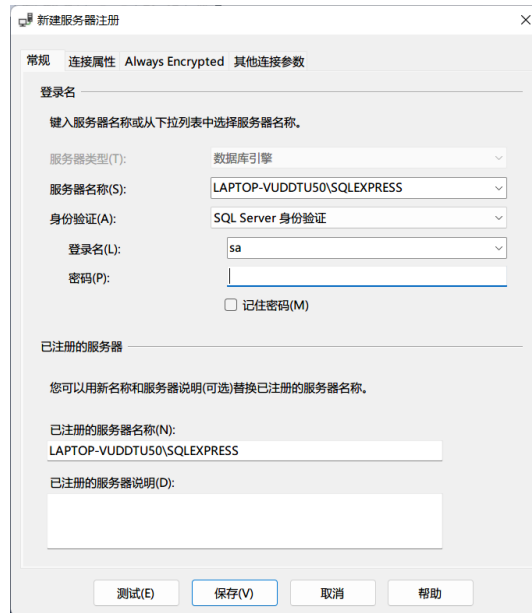 新建服务器注册
常规 连接属性 Always Encrypted 其他连接参数
登录名
键入服务器名称或从下拉列表中选择服务器名称。
服务器类型(T): 数据库引擎
服务器名称(S): LAPTOP-VUDDTU50\SQLEXPRESS
身份验证(A): SQL Server 身份验证
登录名(L): sa
密码(P):
记住密码(M)
已注册的服务器
您可以用新名称和服务器说明(可选)替换已注册的服务器名称。
已注册的服务器名称(N):
LAPTOP-VUDDTU50\SQLEXPRESS
已注册的服务器说明(D):
测试(E) 保存(V) 取消 帮助